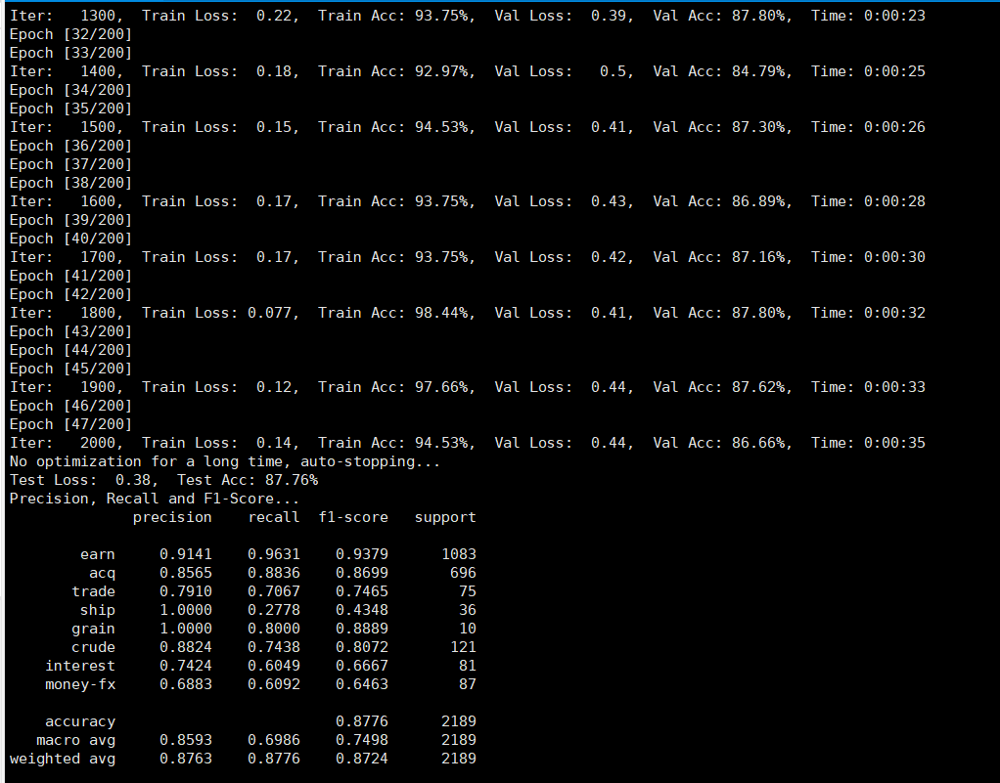 Iter:   1300,  Train Loss:  0.22,  Train Acc: 93.75%,  Val Loss:  0.39,  Val Acc: 87.80%,  Time: 0:00:23
Epoch [32/200]
Epoch [33/200]
Iter:   1400,  Train Loss:  0.18,  Train Acc: 92.97%,  Val Loss:   0.5,  Val Acc: 84.79%,  Time: 0:00:25
Epoch [34/200]
Epoch [35/200]
Iter:   1500,  Train Loss:  0.15,  Train Acc: 94.53%,  Val Loss:  0.41,  Val Acc: 87.30%,  Time: 0:00:26
Epoch [36/200]
Epoch [37/200]
Epoch [38/200]
Iter:   1600,  Train Loss:  0.17,  Train Acc: 93.75%,  Val Loss:  0.43,  Val Acc: 86.89%,  Time: 0:00:28
Epoch [39/200]
Epoch [40/200]
Iter:   1700,  Train Loss:  0.17,  Train Acc: 93.75%,  Val Loss:  0.42,  Val Acc: 87.16%,  Time: 0:00:30
Epoch [41/200]
Epoch [42/200]
Iter:   1800,  Train Loss: 0.077,  Train Acc: 98.44%,  Val Loss:  0.41,  Val Acc: 87.80%,  Time: 0:00:32
Epoch [43/200]
Epoch [44/200]
Epoch [45/200]
Iter:   1900,  Train Loss:  0.12,  Train Acc: 97.66%,  Val Loss:  0.44,  Val Acc: 87.62%,  Time: 0:00:33
Epoch [46/200]
Epoch [47/200]
Iter:   2000,  Train Loss:  0.14,  Train Acc: 94.53%,  Val Loss:  0.44,  Val Acc: 86.66%,  Time: 0:00:35
No optimization for a long time, auto-stopping...
Test Loss:  0.38,  Test Acc: 87.76%
Precision, Recall and F1-Score...
              precision    recall  f1-score   support

        earn     0.9141    0.9631    0.9379      1083
         acq     0.8565    0.8836    0.8699       696
       trade     0.7910    0.7067    0.7465        75
        ship     1.0000    0.2778    0.4348        36
       grain     1.0000    0.8000    0.8889        10
       crude     0.8824    0.7438    0.8072       121
    interest     0.7424    0.6049    0.6667        81
    money-fx     0.6883    0.6092    0.6463        87

    accuracy                         0.8776      2189
   macro avg     0.8593    0.6986    0.7498      2189
weighted avg     0.8763    0.8776    0.8724      2189